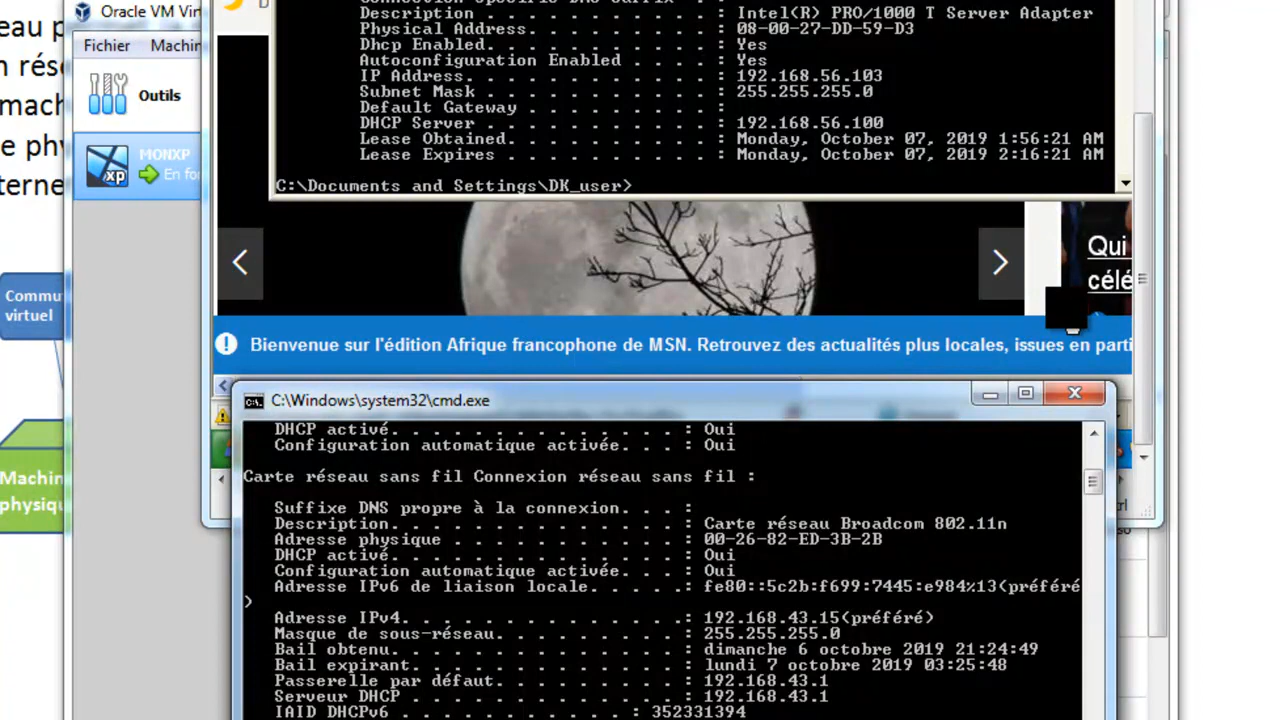 eau p
n rése
mach
e phy
terne
Commu
virtuel
Machin
physiqu
Oracle VM Virt
Fichier Machin
Outils
MONXP
En fo
Description . . . . . . . . . . . : Intel(R) PRO/1000 T Server Adapter
Physical Address. . . . . . . . . : 08-00-27-DD-59-D3
Dhcp Enabled. . . . . . . . . . . : Yes
Autoconfiguration Enabled . . . . : Yes
IP Address. . . . . . . . . . . . : 192.168.56.103
Subnet Mask . . . . . . . . . . . : 255.255.255.0
Default Gateway . . . . . . . . . :
DHCP Server . . . . . . . . . . . : 192.168.56.100
Lease Obtained. . . . . . . . . . : Monday, October 07, 2019 1:56:21 AM
Lease Expires . . . . . . . . . . : Monday, October 07, 2019 2:16:21 AM
C:\Documents and Settings\DK_user>
Qui
célé
Bienvenue sur l'édition Afrique francophone de MSN. Retrouvez des actualités plus locales, issues en parti
C:\Windows\system32\cmd.exe
DHCP activé. . . . . . . . . . . . . . : Oui
Configuration automatique activée. . . : Oui
Carte réseau sans fil Connexion réseau sans fil :
Suffixe DNS propre à la connexion. . . :
Description. . . . . . . . . . . . . . : Carte réseau Broadcom 802.11n
Adresse physique . . . . . . . . . . . : 00-26-82-ED-3B-2B
DHCP activé. . . . . . . . . . . . . . : Oui
Configuration automatique activée. . . : Oui
Adresse IPv6 de liaison locale. . . . .: fe80::5c2b:f699:7445:e984%13(préféré
)
Adresse IPv4. . . . . . . . . . . . . .: 192.168.43.15(préféré)
Masque de sous-réseau. . . . . . . . . : 255.255.255.0
Bail obtenu. . . . . . . . . . . . . . : dimanche 6 octobre 2019 21:24:49
Bail expirant. . . . . . . . . . . . . : lundi 7 octobre 2019 03:25:48
Passerelle par défaut. . . . . . . . . : 192.168.43.1
Serveur DHCP . . . . . . . . . . . . . : 192.168.43.1
IAID DHCPv6 . . . . . . . . . . . : 352331394